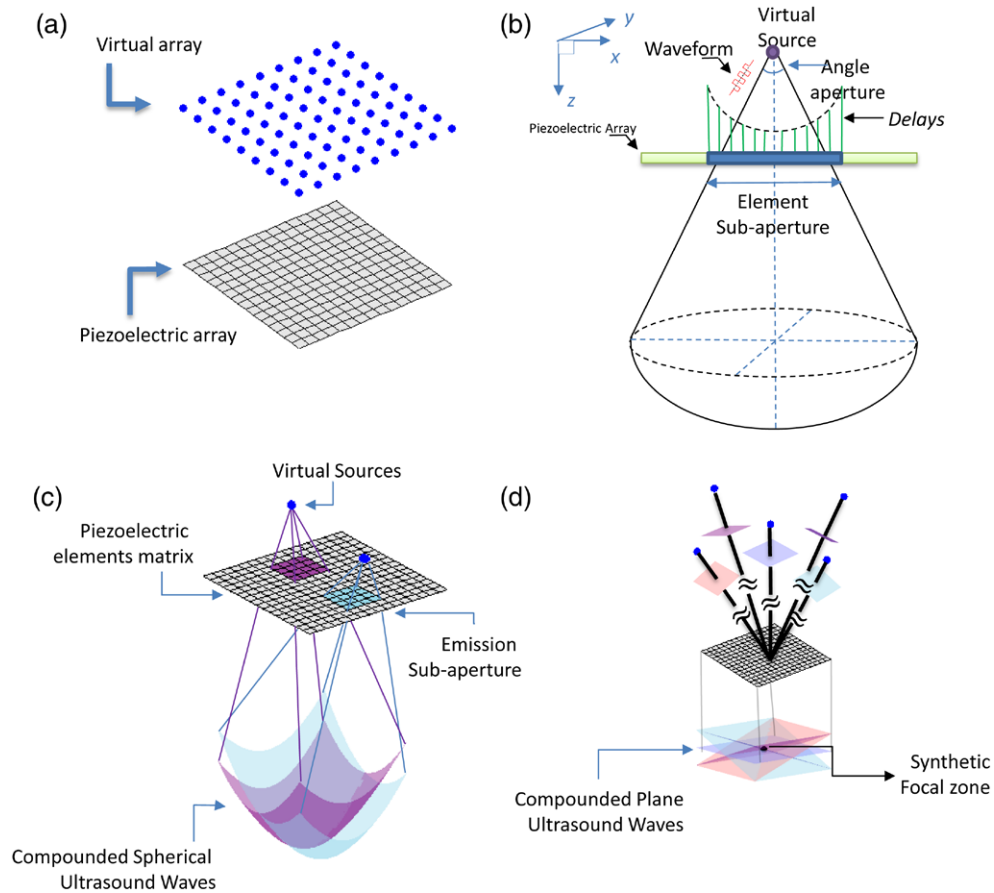 (a)
Virtual array
Piezoelectric array
(b)
y
x
z
Waveform
Virtual
Source
Angle
aperture
Delays
Piezoelectric Array
Element
Sub-aperture
(c)
Virtual Sources
Piezoelectric
elements matrix
Emission
Sub-aperture
Compounded Spherical
Ultrasound Waves
(d)
Compounded Plane
Ultrasound Waves
Synthetic
Focal zone